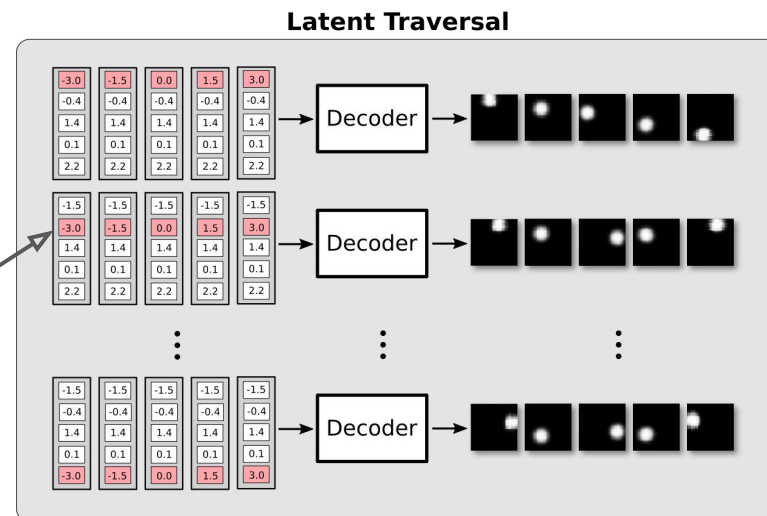 Latent Traversal
-3.0 -1.5 0.0 1.5 3.0
-0.4 -0.4 -0.4 -0.4 -0.4
1.4 1.4 1.4 1.4 1.4
0.1 0.1 0.1 0.1 0.1
2.2 2.2 2.2 2.2 2.2
Decoder
-1.5 -1.5 -1.5 -1.5 -1.5
-3.0 -1.5 0.0 1.5 3.0
1.4 1.4 1.4 1.4 1.4
0.1 0.1 0.1 0.1 0.1
2.2 2.2 2.2 2.2 2.2
Decoder
-1.5 -1.5 -1.5 -1.5 -1.5
-0.4 -0.4 -0.4 -0.4 -0.4
1.4 1.4 1.4 1.4 1.4
0.1 0.1 0.1 0.1 0.1
-3.0 -1.5 0.0 1.5 3.0
Decoder